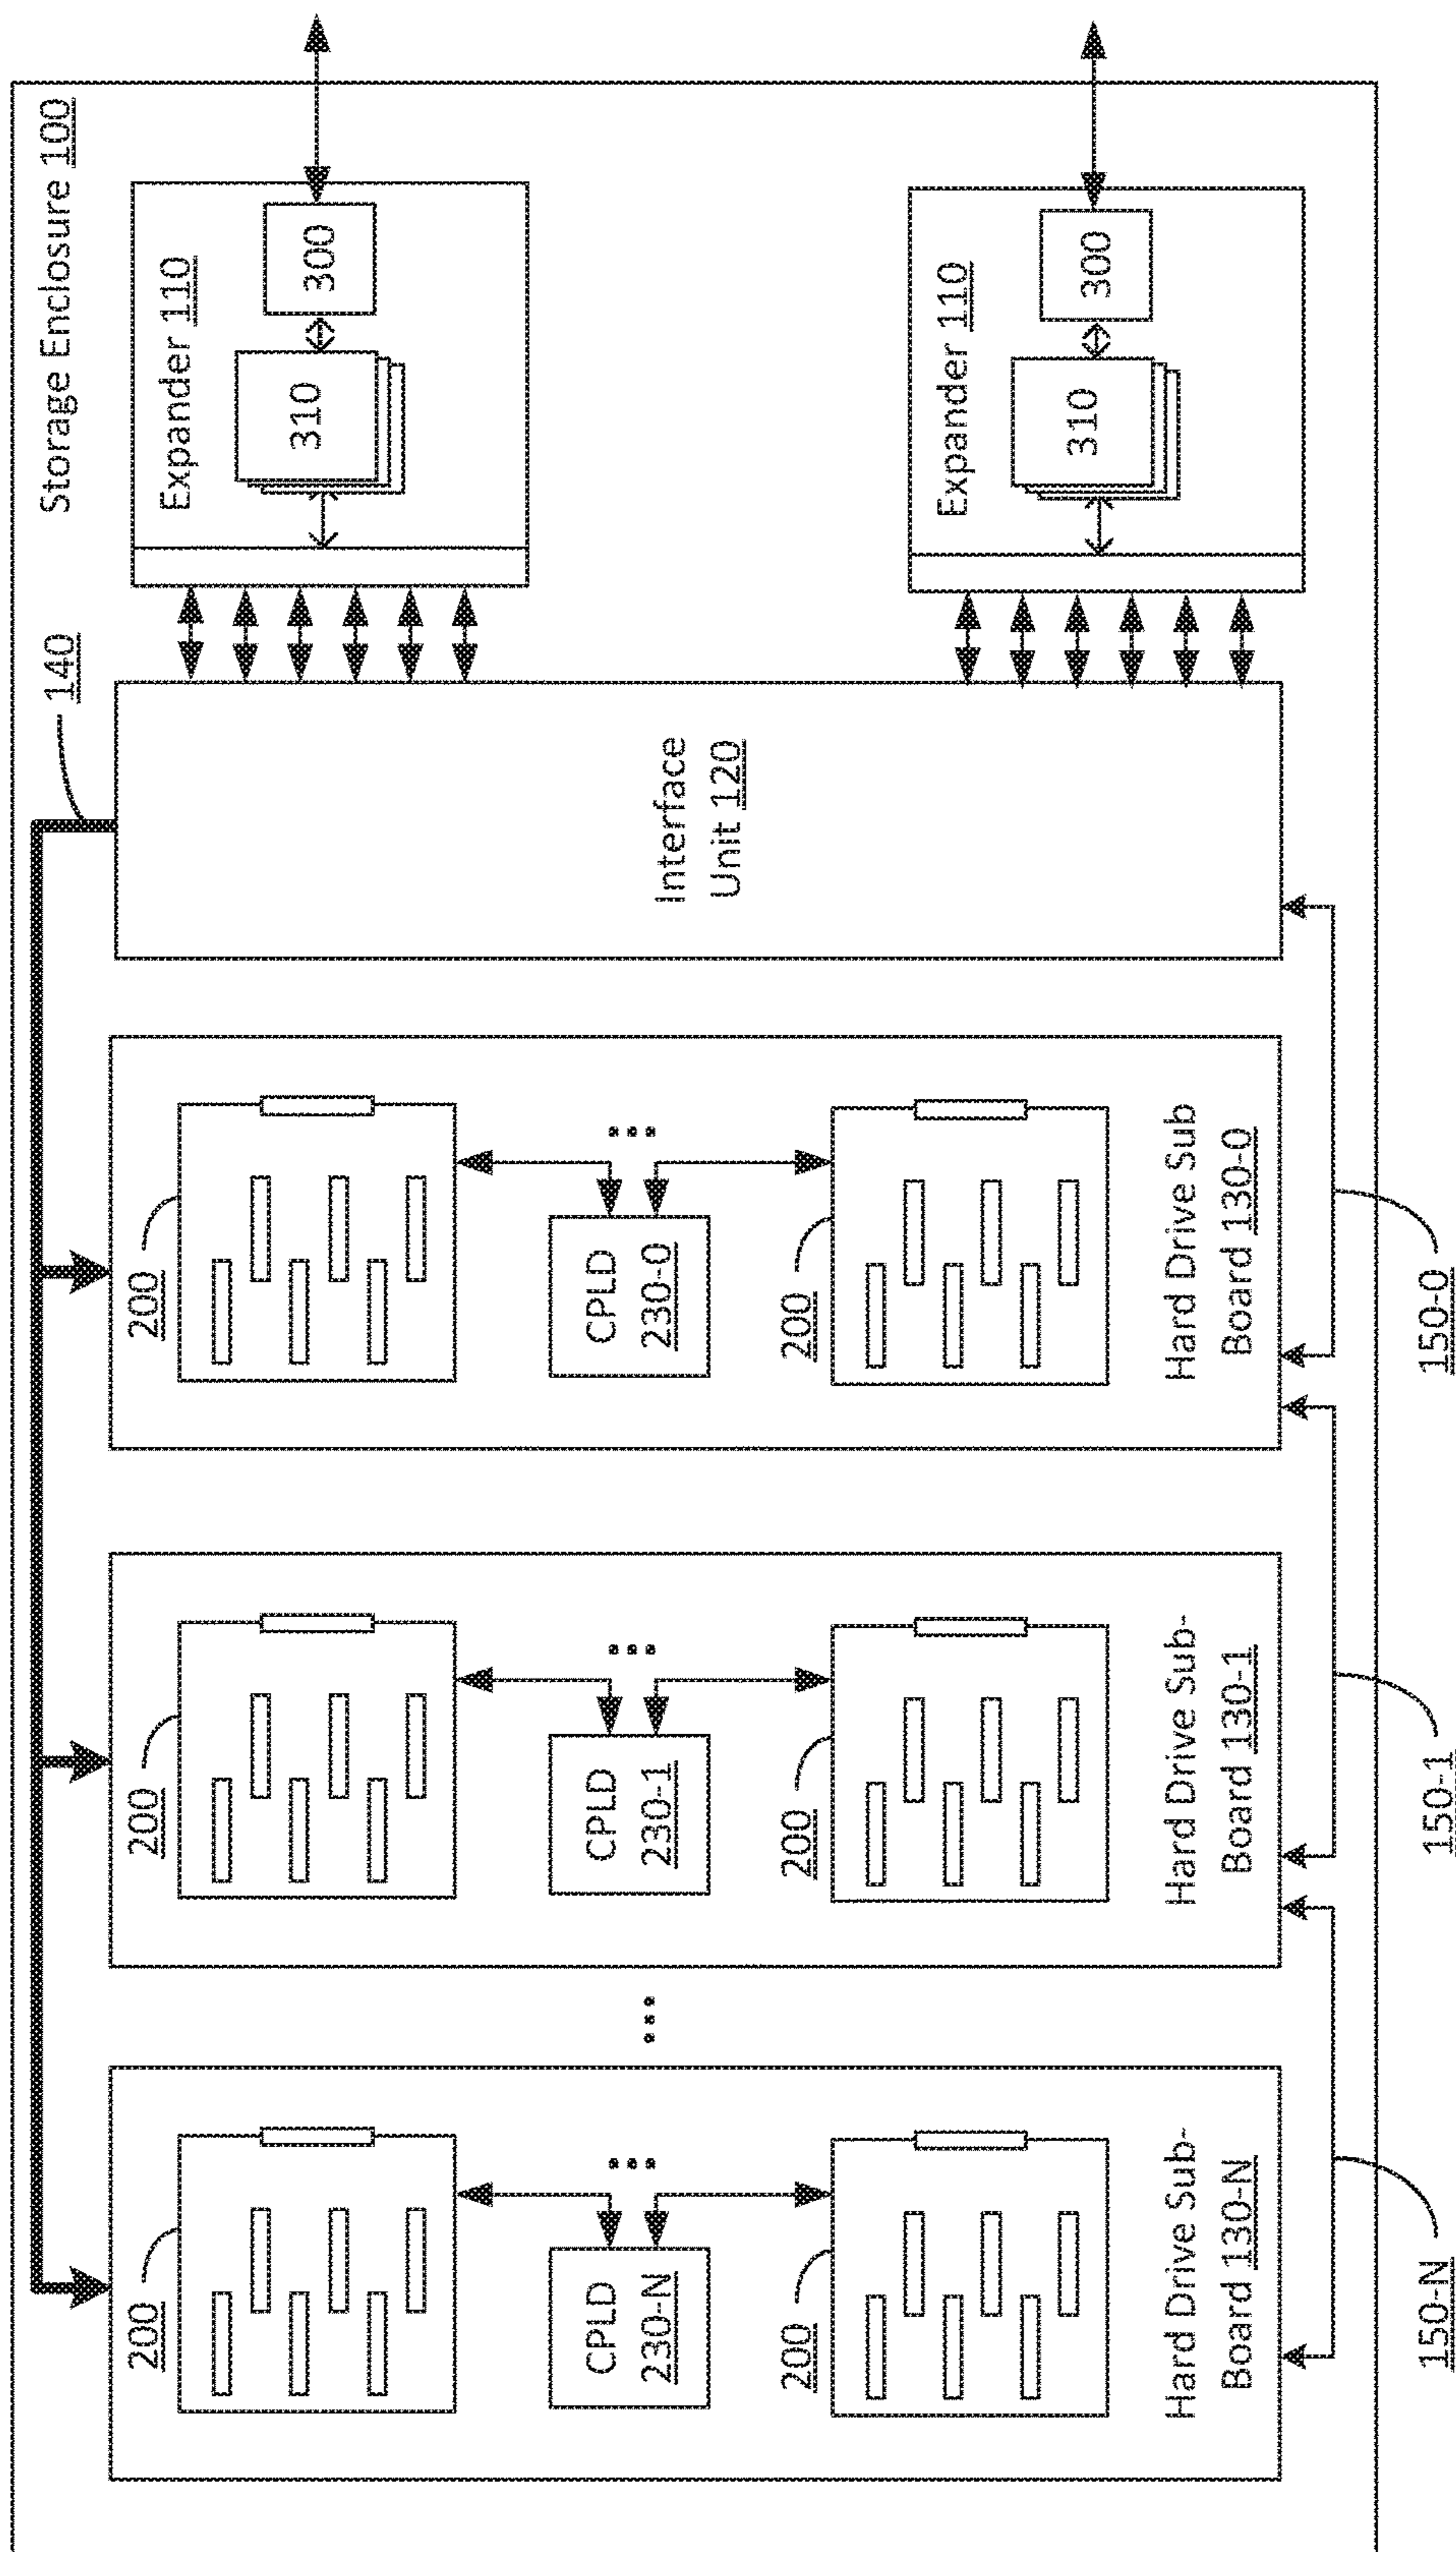 140
Storage Enclosure 100
200
200
200
Expander 110
310
300
CPLD
230-N
CPLD
230-1
CPLD
230-0
Interface
Unit 120
200
200
200
Expander 110
310
300
Hard Drive Sub-
Board 130-N
Hard Drive Sub-
Board 130-1
Hard Drive Sub
Board 130-0
150-N
150-1
150-0